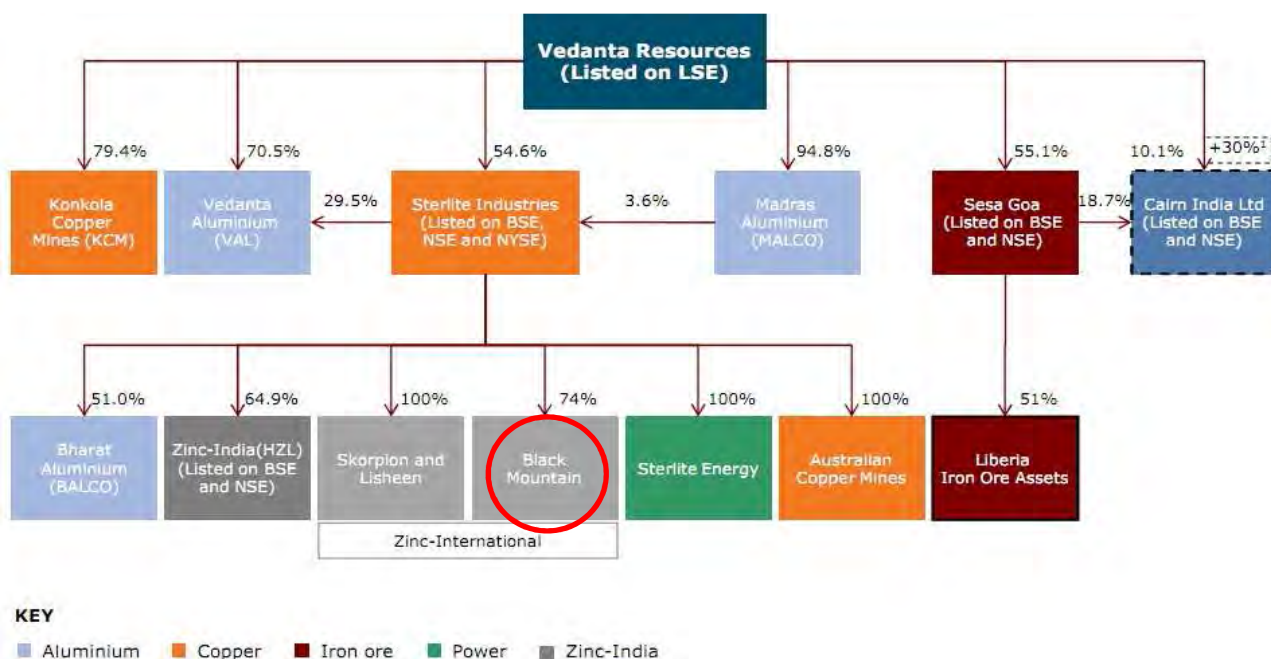 Vedanta Resources
(Listed on LSE)
79.4%
70.5%
54.6%
94.8%
55.1%
10.1%
+30%¹
Konkola
Copper
Mines (KCM)
Vedanta
Aluminium
(VAL)
29.5%
Sterlite Industries
(Listed on BSE,
NSE and NYSE)
3.6%
Madras
Aluminium
(MALCO)
Sesa Goa
(Listed on BSE
and NSE)
18.7%
Cairn India Ltd
(Listed on BSE
and NSE)
51.0%
64.9%
100%
74%
100%
100%
51%
Bharat
Aluminium
(BALCO)
Zinc-India(HZL)
(Listed on BSE
and NSE)
Skorpion and
Lisheen
Black
Mountain
Sterlite Energy
Australian
Copper Mines
Liberia
Iron Ore Assets
Zinc-International
KEY
Aluminium
Copper
Iron ore
Power
Zinc-India